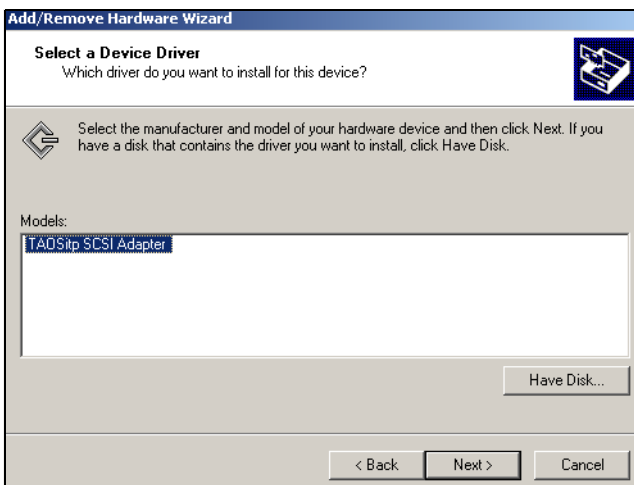 Add/Remove Hardware Wizard
Select a Device Driver
Which driver do you want to install for this device?
Select the manufacturer and model of your hardware device and then click Next. If you
have a disk that contains the driver you want to install, click Have Disk.
Models:
TAOSitp SCSI Adapter
Have Disk...
< Back Next > Cancel